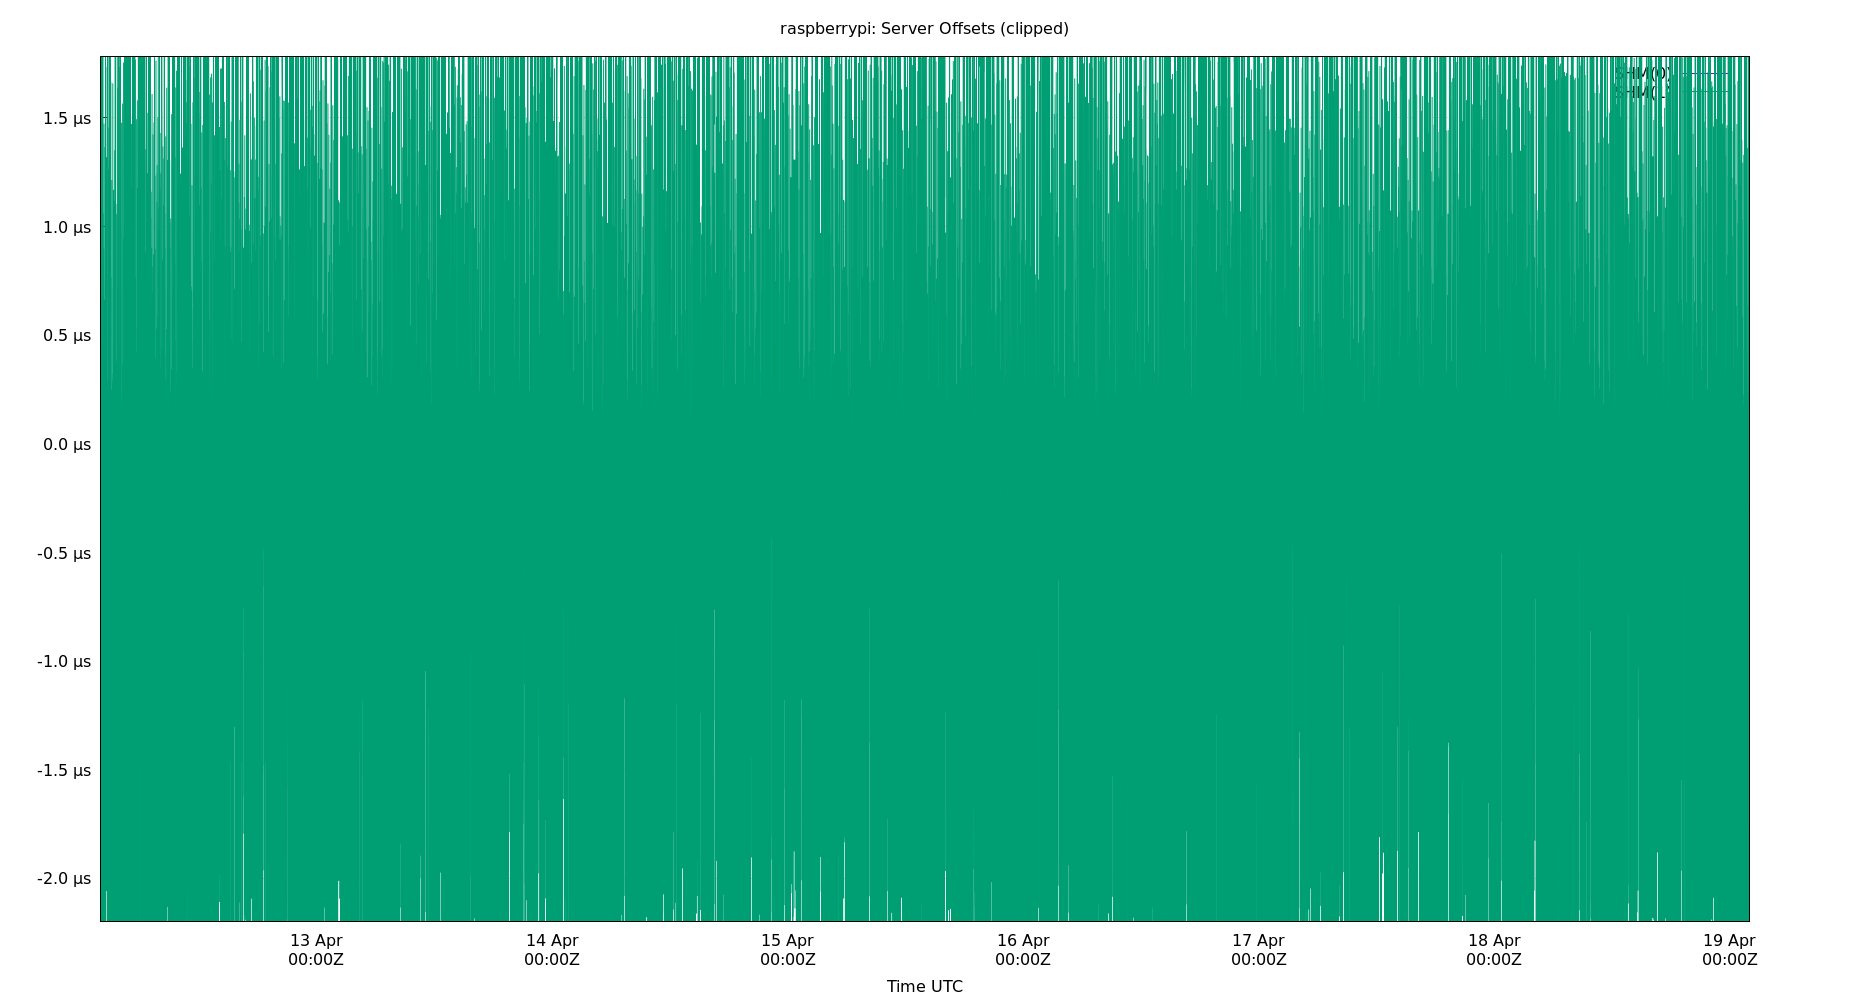 raspberrypi: Server Offsets (clipped)
SHM(0)
1.5 µs
1.0 µs
0.5 µs
0.0 µs
-0.5 µs
-1.0 µs
-1.5 µs
-2.0 µs
13 Apr 14 Apr 15 Apr 16 Apr 17 Apr 18 Apr 19 Apr
00:00Z 00:00Z 00:00Z 00:00Z 00:00Z 00:00Z 00:00Z
Time UTC